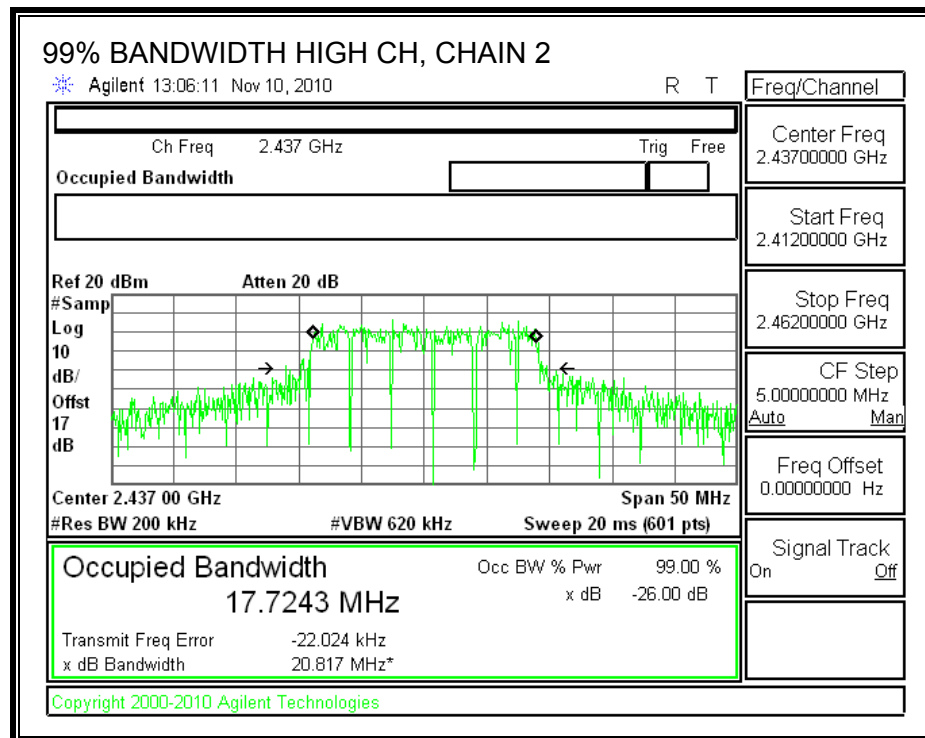 99% BANDWIDTH HIGH CH, CHAIN 2
Agilent 13:06:11 Nov 10, 2010 R T
Freq/Channel
Ch Freq 2.437 GHz Trig Free
Occupied Bandwidth
Center Freq
2.43700000 GHz
Start Freq
2.41200000 GHz
Stop Freq
2.46200000 GHz
CF Step
5.00000000 MHz
Auto Man
Freq Offset
0.00000000 Hz
Signal Track
On Off
Ref 20 dBm Atten 20 dB
#Samp
Log
10
dB/
Offst
17
dB
Center 2.437 00 GHz Span 50 MHz
#Res BW 200 kHz #VBW 620 kHz Sweep 20 ms (601 pts)
Occupied Bandwidth Occ BW % Pwr 99.00 %
17.7243 MHz x dB -26.00 dB
Transmit Freq Error -22.024 kHz
x dB Bandwidth 20.817 MHz*
Copyright 2000-2010 Agilent Technologies